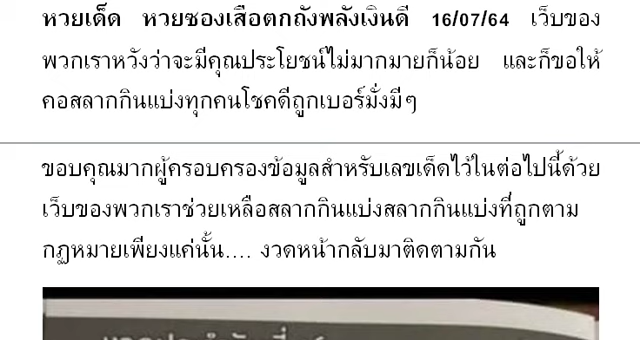 หวยเด็ด หวยซองเสือตกถังพลังเงินดี 16/07/64 เว็บของ
พวกเราหวังว่าจะมีคุณประโยชน์ไม่มากมายก็น้อย และก็ขอให้
คอสลากกินแบ่งทุกคนโชคดีถูกเบอร์มั่งมีๆ
ขอบคุณมากผู้ครอบครองข้อมูลสำหรับเลขเด็ดไว้ในต่อไปนี้ด้วย
เว็บของพวกเราช่วยเหลือสลากกินแบ่งสลากกินแบ่งที่ถูกตาม
กฏหมายเพียงแค่นั้น.... งวดหน้ากลับมาติดตามกัน